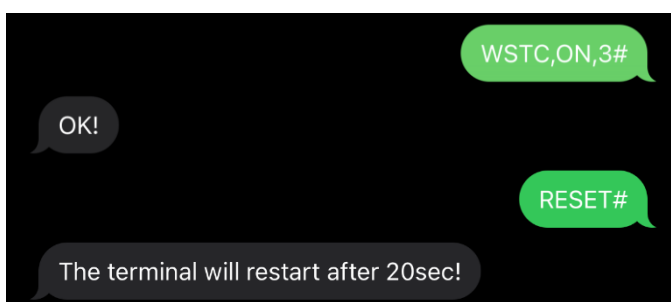 WSTC,ON,3#
OK!
RESET#
The terminal will restart after 20sec!